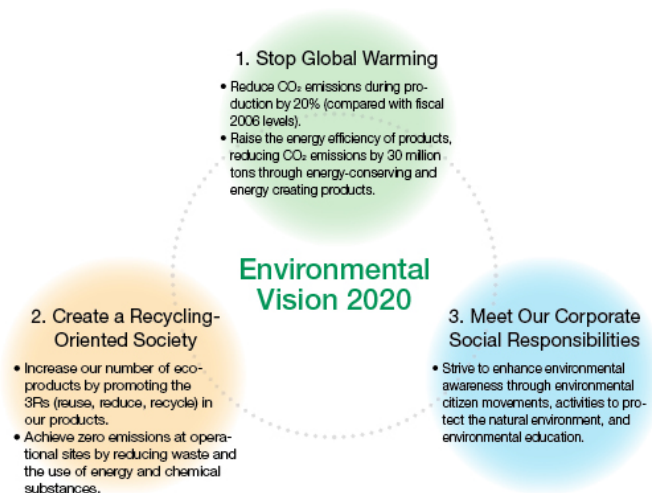 1. Stop Global Warming
• Reduce CO₂ emissions during pro-
duction by 20% (compared with fiscal
2006 levels).
• Raise the energy efficiency of products,
reducing CO₂ emissions by 30 million
tons through energy-conserving and
energy creating products.
Environmental
Vision 2020
2. Create a Recycling-
Oriented Society
• Increase our number of eco-
products by promoting the
3Rs (reuse, reduce, recycle) in
our products.
• Achieve zero emissions at opera-
tional sites by reducing waste and
the use of energy and chemical
substances.
3. Meet Our Corporate
Social Responsibilities
• Strive to enhance environmental
awareness through environmental
citizen movements, activities to pro-
tect the natural environment, and
environmental education.